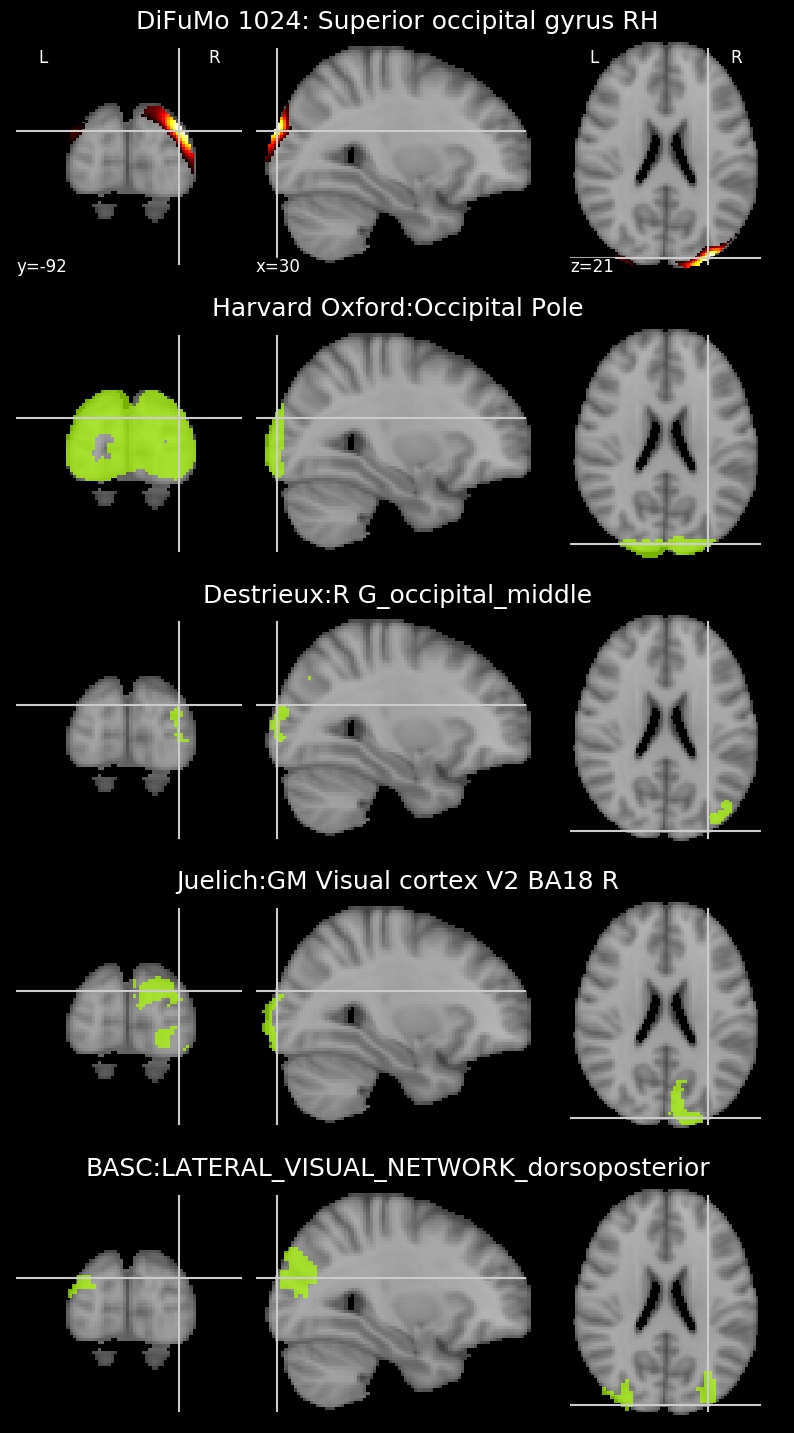 DiFuMo 1024: Superior occipital gyrus RH
L R L R
y=-92 x=30 z=21
Harvard Oxford:Occipital Pole
Destrieux:R G_occipital_middle
Juelich:GM Visual cortex V2 BA18 R
BASC:LATERAL_VISUAL_NETWORK_dorsoposterior